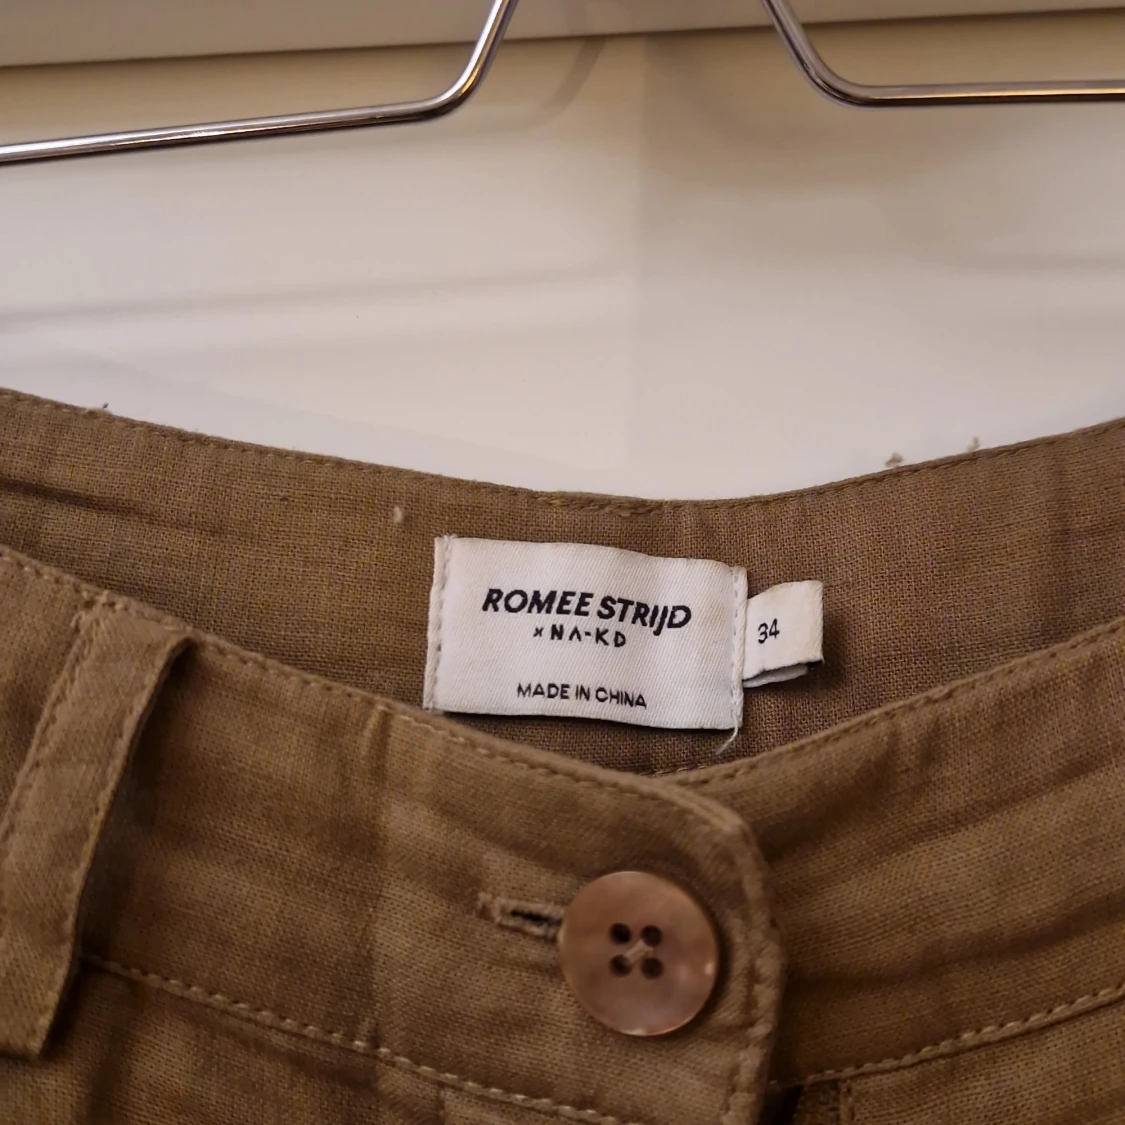 ROMEE STRIJD
x NA-KD
MADE IN CHINA
34